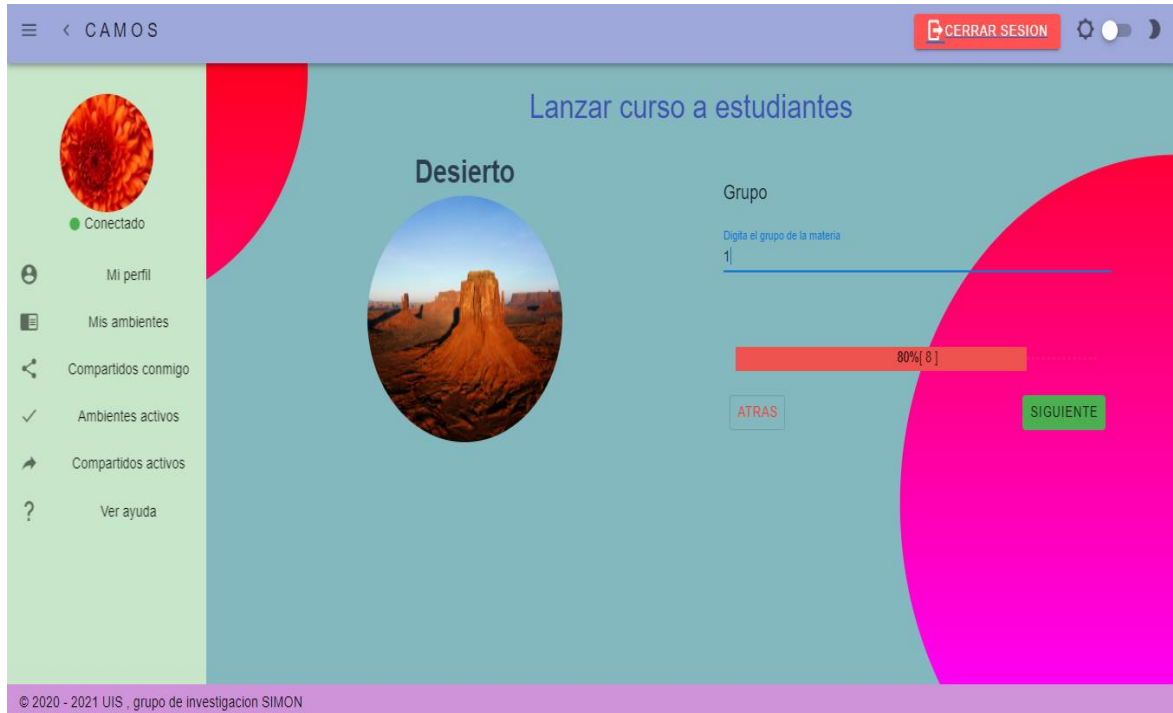 CAMOS
CERRAR SESION
Conectado
Mi perfil
Mis ambientes
Compartidos conmigo
Ambientes activos
Compartidos activos
Ver ayuda
Lanzar curso a estudiantes
Desierto
Grupo
Digita el grupo de la materia
1
80%[ 8 ]
ATRAS
SIGUIENTE
© 2020 - 2021 UIS , grupo de investigacion SIMON